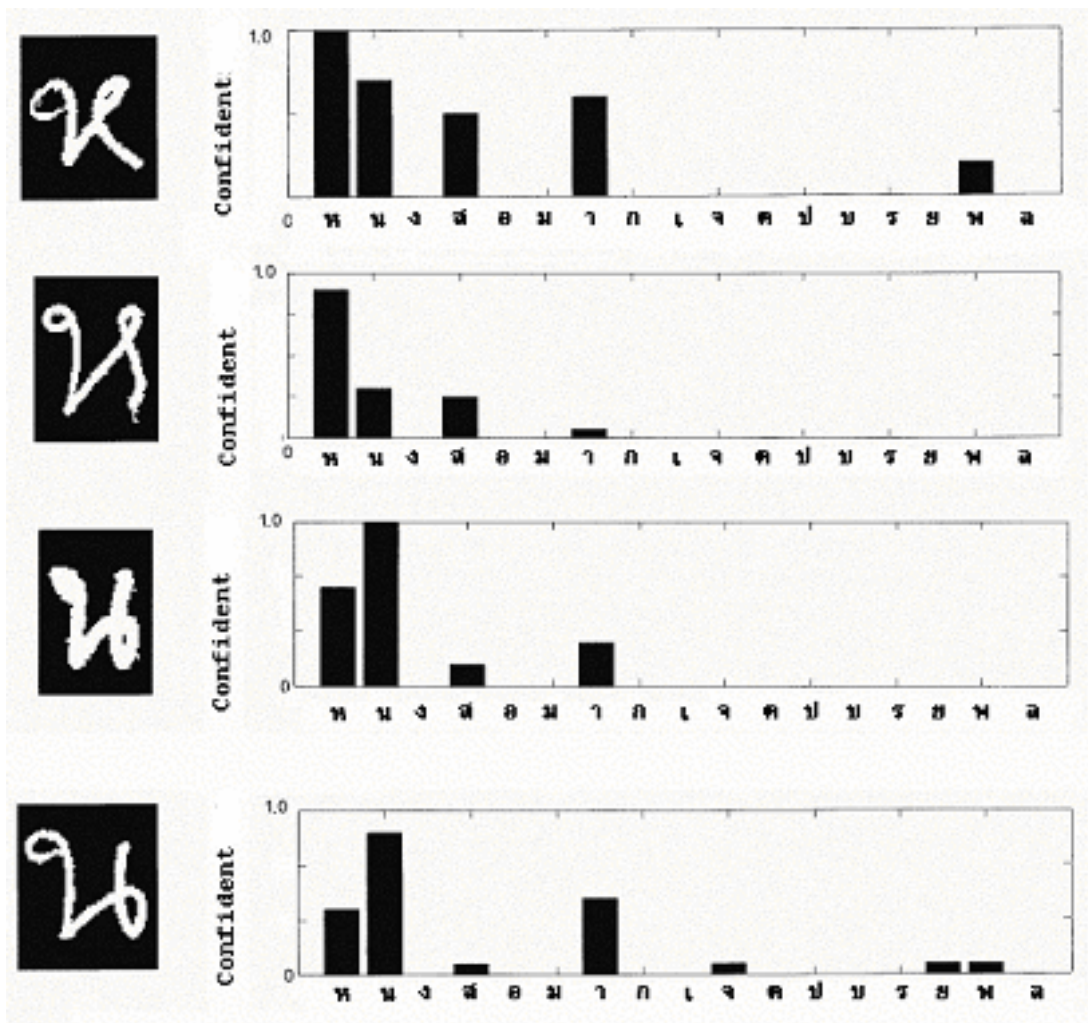 ห
Confident
1.0
0 ห น ง ส อ ม า ก เ จ ค ป บ ร ย พ ล
ห
Confident
1.0
0 ห น ง ส อ ม า ก เ จ ค ป บ ร ย พ ล
น
Confident
1.0
0
ห น ง ส อ ม า ก เ จ ค ป บ ร ย พ ล
น
Confident
1.0
0
ห น ง ส อ ม า ก เ จ ค ป บ ร ย พ ล